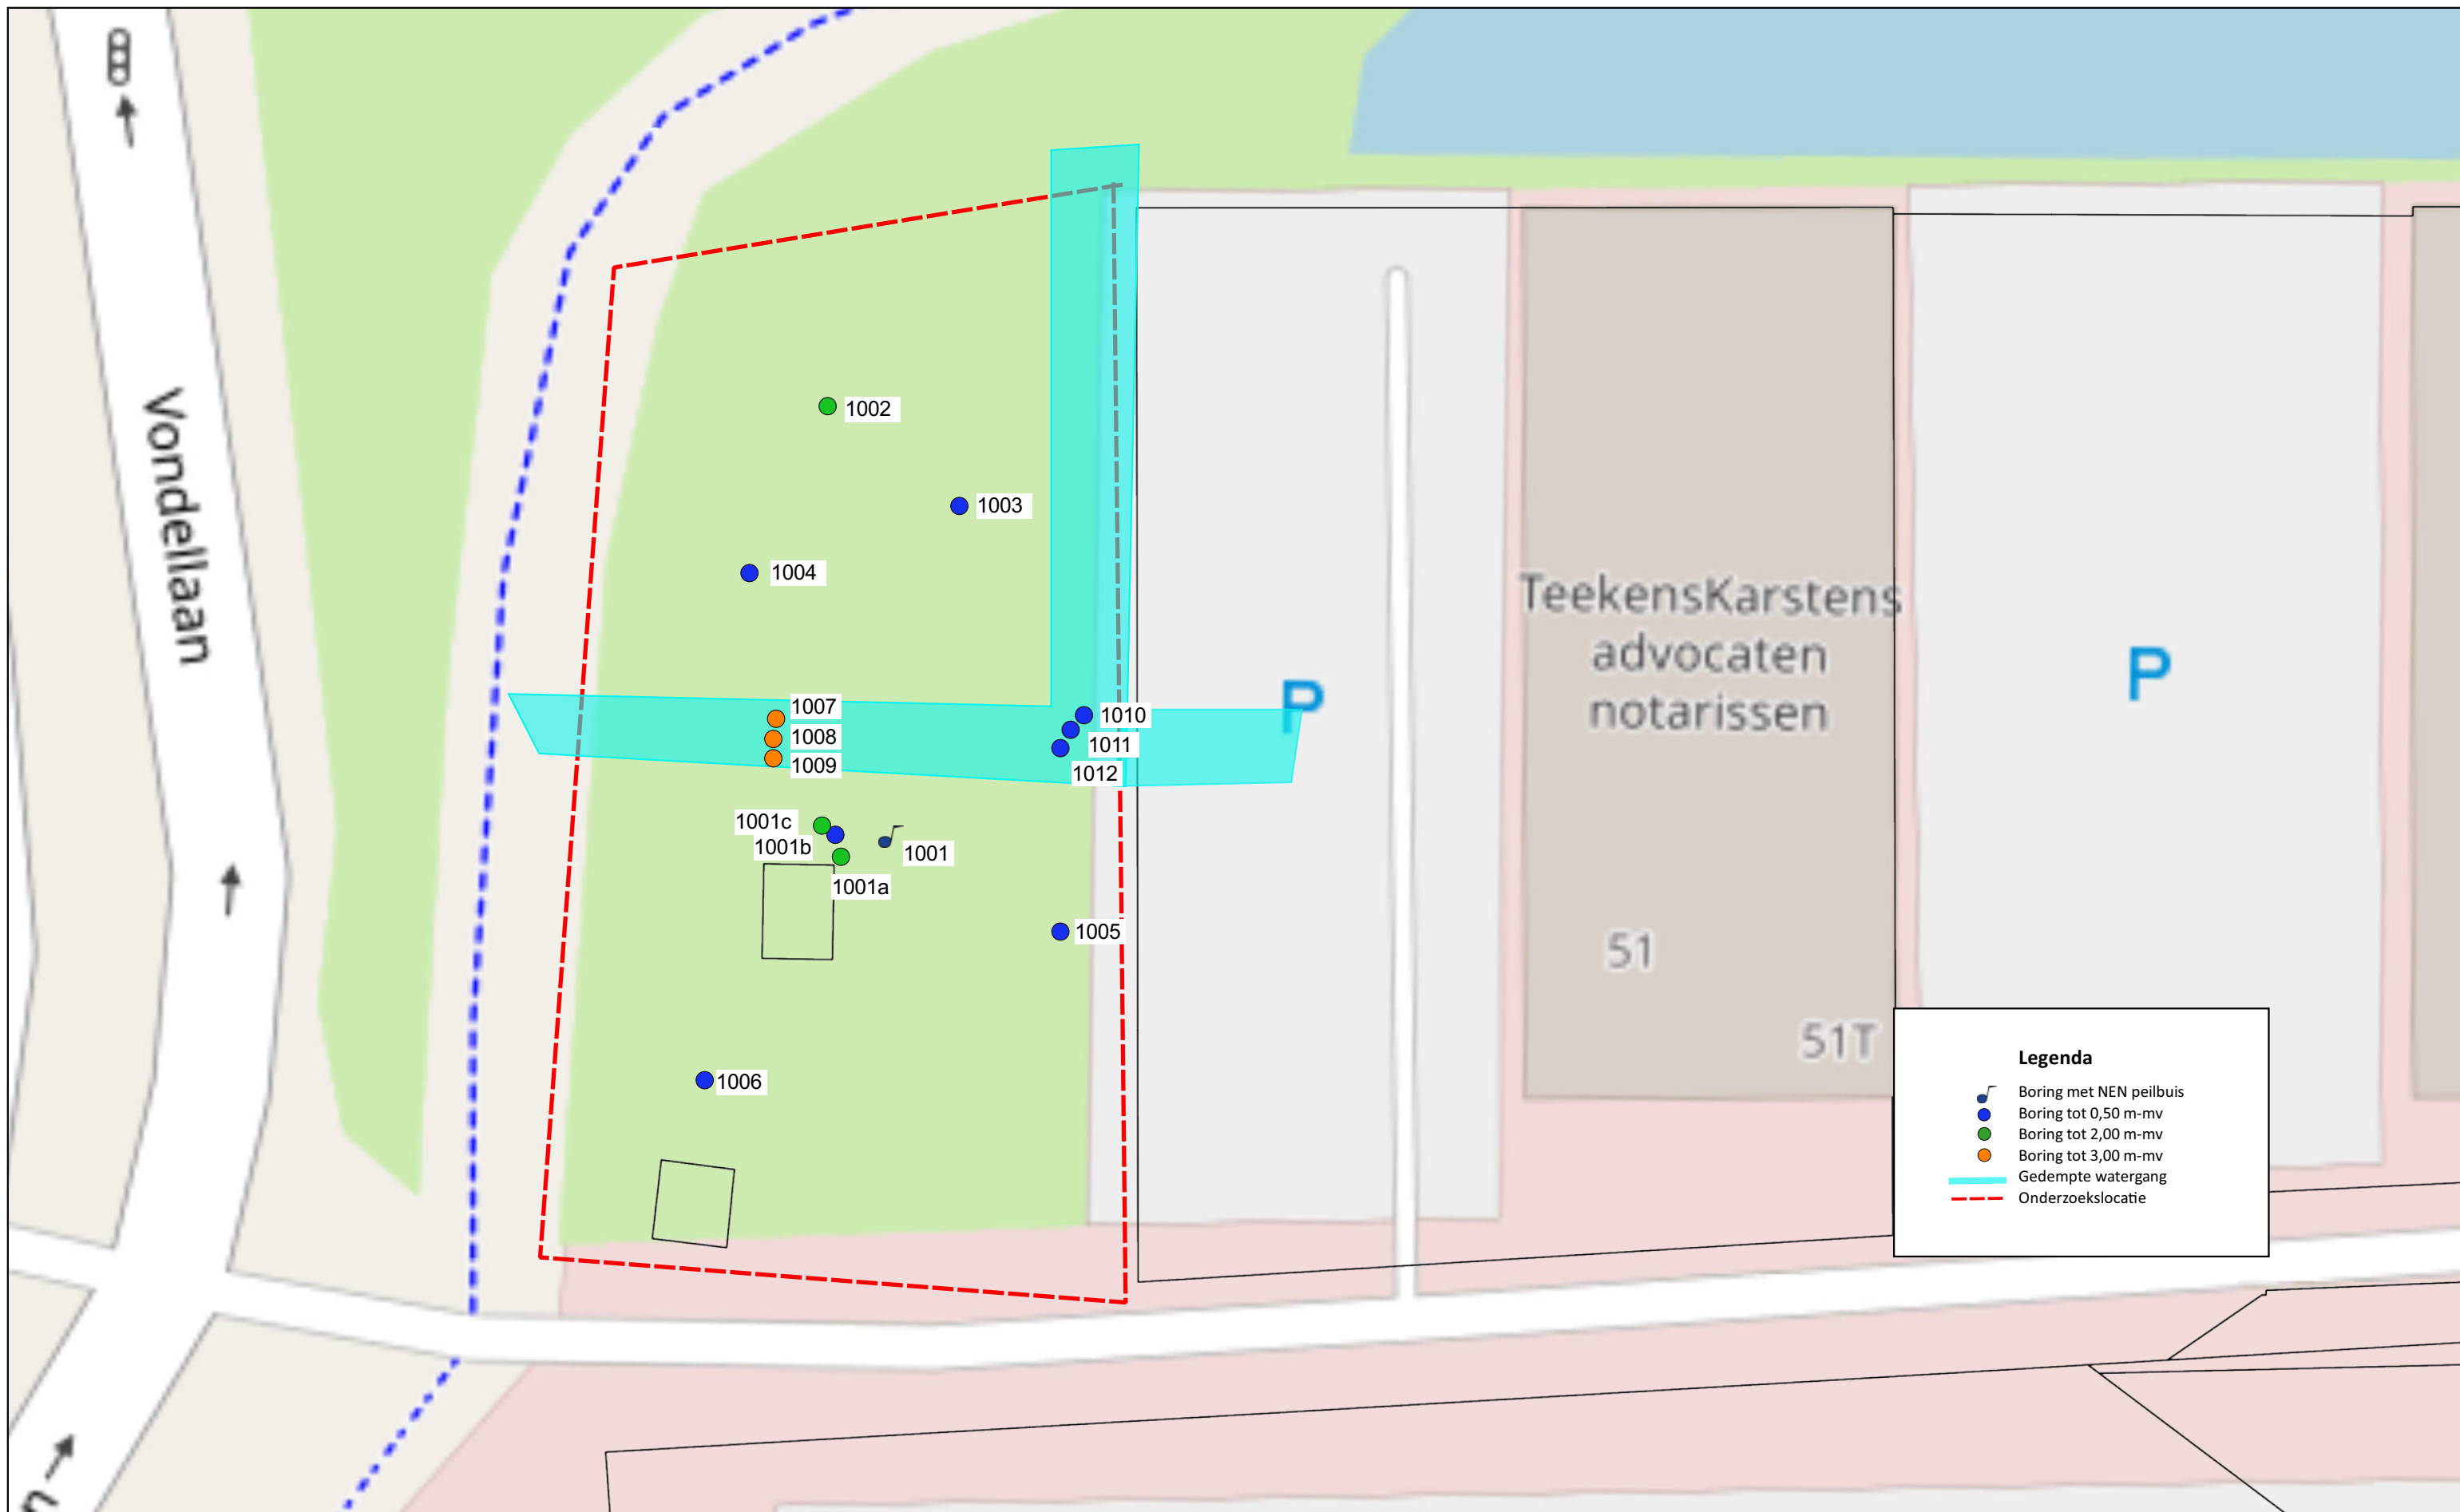 Vondellaan
1002
1003
1004
1007
1008
1009
1010
1011
1012
1001c
1001b
1001
1001a
1005
1006
P
TeekensKarstens
advocaten
notarissen
51
51T
P
Legenda
Boring met NEN peilbuis
Boring tot 0,50 m-mv
Boring tot 2,00 m-mv
Boring tot 3,00 m-mv
Gedempte watergang
Onderzoekslocatie